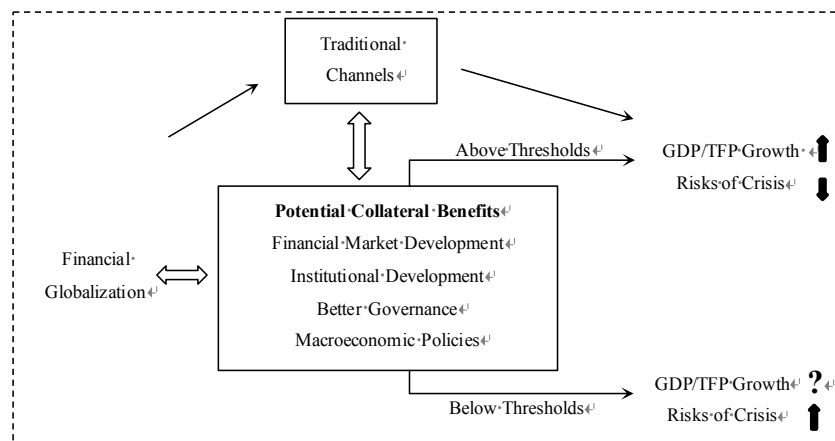 Traditional
Channels
Above Thresholds
GDP/TFP Growth
Risks of Crisis
Potential Collateral Benefits
Financial Market Development
Institutional Development
Better Governance
Macroeconomic Policies
Financial
Globalization
Below Thresholds
GDP/TFP Growth ?
Risks of Crisis